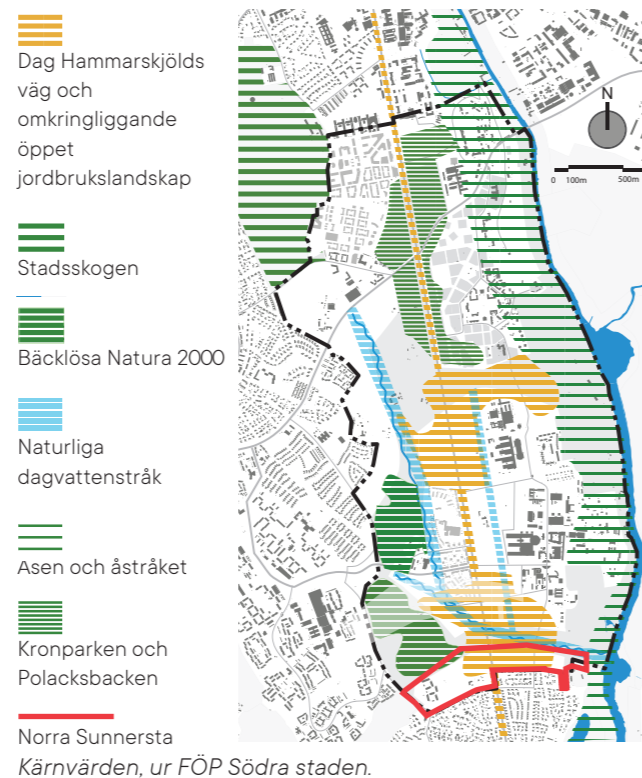 Dag Hammarskjölds
väg och
omkringliggande
öppet
jordbrukslandskap
Stadsskogen
Bäcklösa Natura 2000
Naturliga
dagvattenstråk
Åsen och åstråket
Kronparken och
Polacksbacken
Norra Sunnersta
Kärnvärden, ur FÖP Södra staden.
N
0 100m 500m